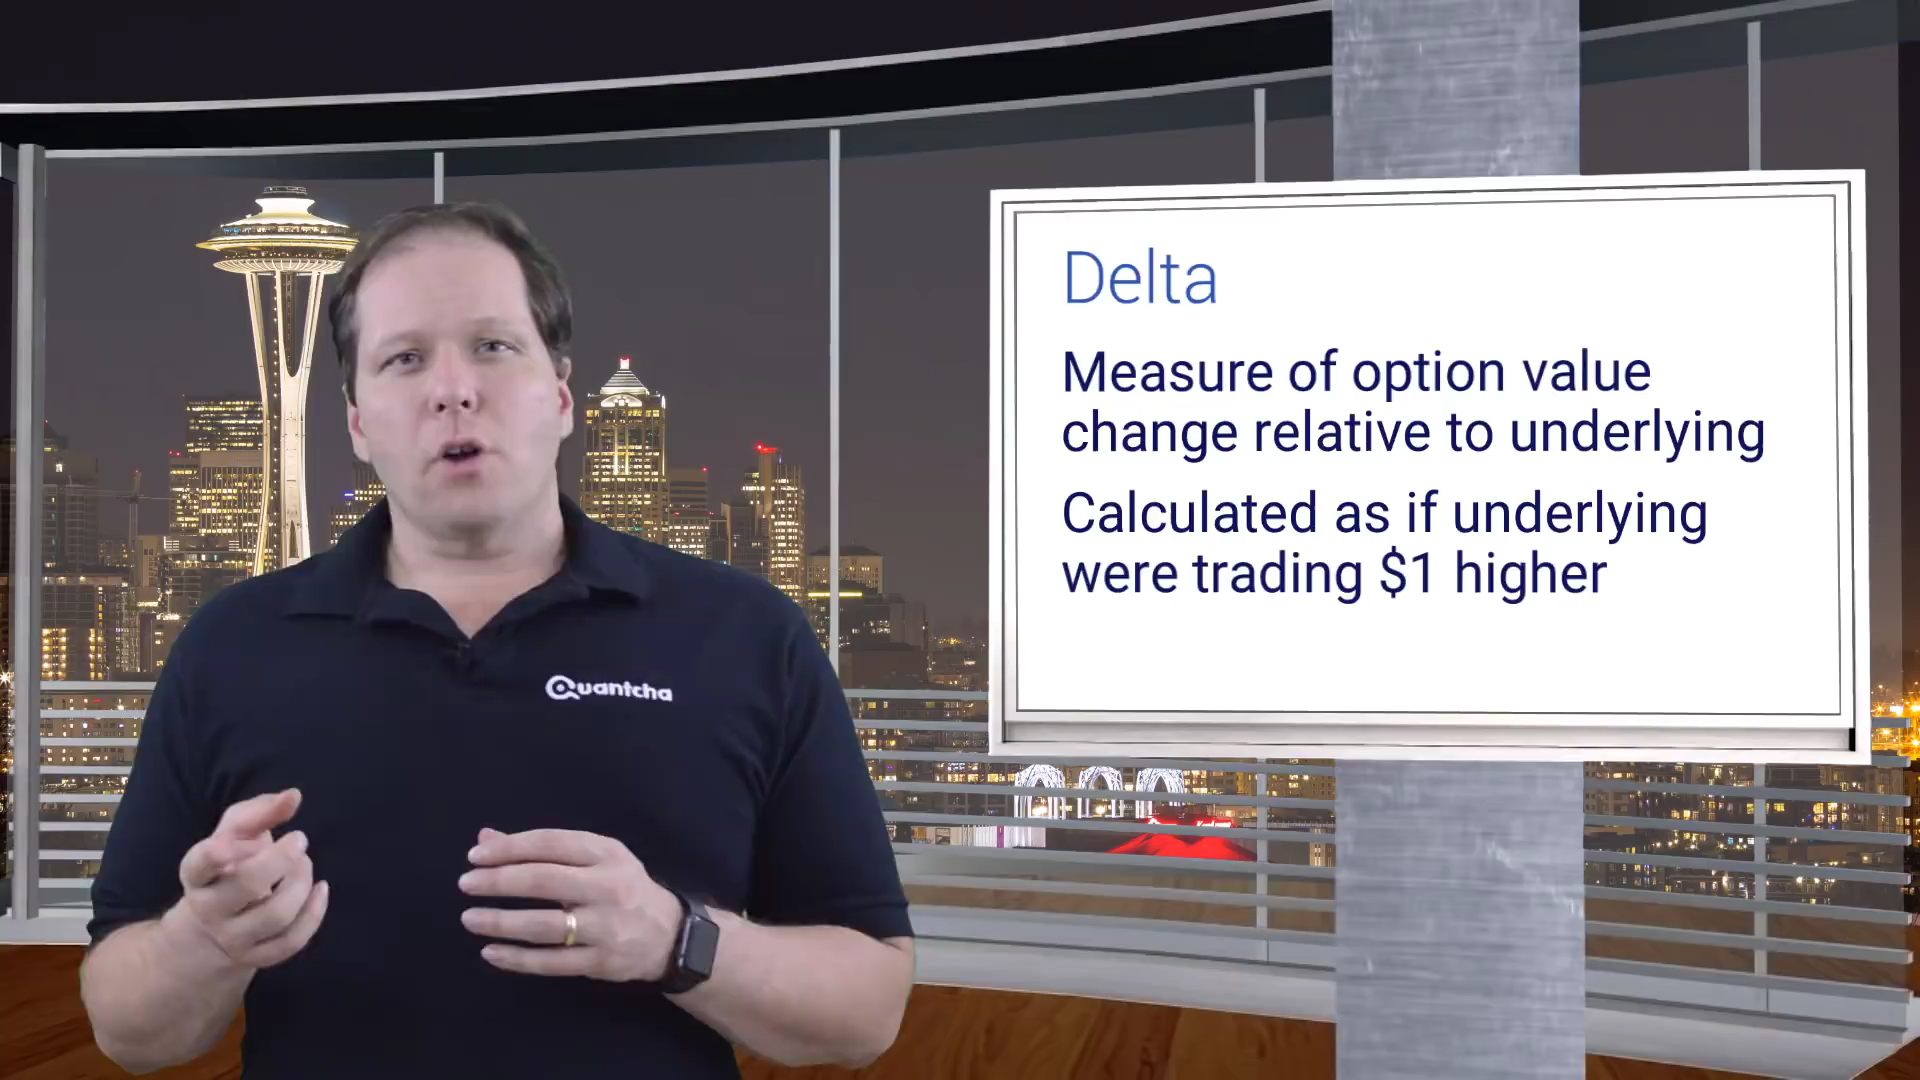 Delta
Measure of option value
change relative to underlying
Calculated as if underlying
were trading $1 higher
Quantcha